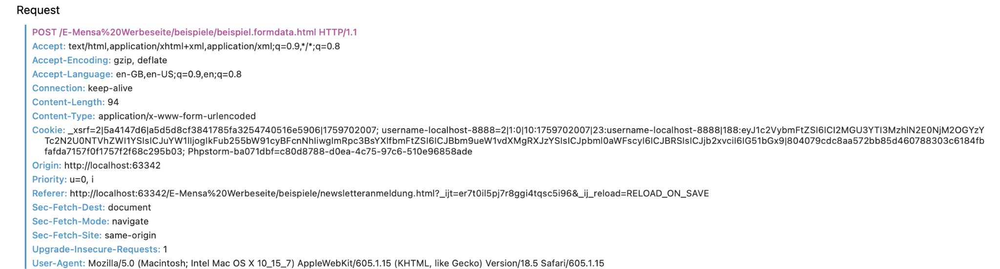 Request
POST /E-Mensa%20Werbeseite/beispiele/beispiel.formdata.html HTTP/1.1
Accept: text/html,application/xhtml+xml,application/xml;q=0.9,*/*;q=0.8
Accept-Encoding: gzip, deflate
Accept-Language: en-GB,en-US;q=0.9,en;q=0.8
Connection: keep-alive
Content-Length: 94
Content-Type: application/x-www-form-urlencoded
Cookie: _xsrf=2|5a4147d6|a5d5d8cf3841785fa3254740516e5906|1759702007; username-localhost-8888=2|1:0|10:1759702007|23:username-localhost-8888|188:eyJ1c2VybmFtZSI6ICI2MGU3YTI3MzhlN2E0NjM2OGYzY
Tc2N2U0NTVhZWI1YSIsICJuYW1lIjogIkFub255bW91cyBFcnNhIiwgImRpc3BsYXlfbmFtZSI6ICJBbm9ueW1vdXMgRXJzYSIsICJpbml0aWFscyI6ICJBRSIsICJjb2xvciI6IG51bGx9|804079cdc8aa572bb85d460788303c6184fb
fafda7157f0f1757f2f68c295b03; Phpstorm-ba071dbf=c80d8788-d0ea-4c75-97c6-510e96858ade
Origin: http://localhost:63342
Priority: u=0, i
Referer: http://localhost:63342/E-Mensa%20Werbeseite/beispiele/newsletteranmeldung.html?_ijt=er7t0il5pj7r8ggi4tqsc5i96&_ij_reload=RELOAD_ON_SAVE
Sec-Fetch-Dest: document
Sec-Fetch-Mode: navigate
Sec-Fetch-Site: same-origin
Upgrade-Insecure-Requests: 1
User-Agent: Mozilla/5.0 (Macintosh; Intel Mac OS X 10_15_7) AppleWebKit/605.1.15 (KHTML, like Gecko) Version/18.5 Safari/605.1.15